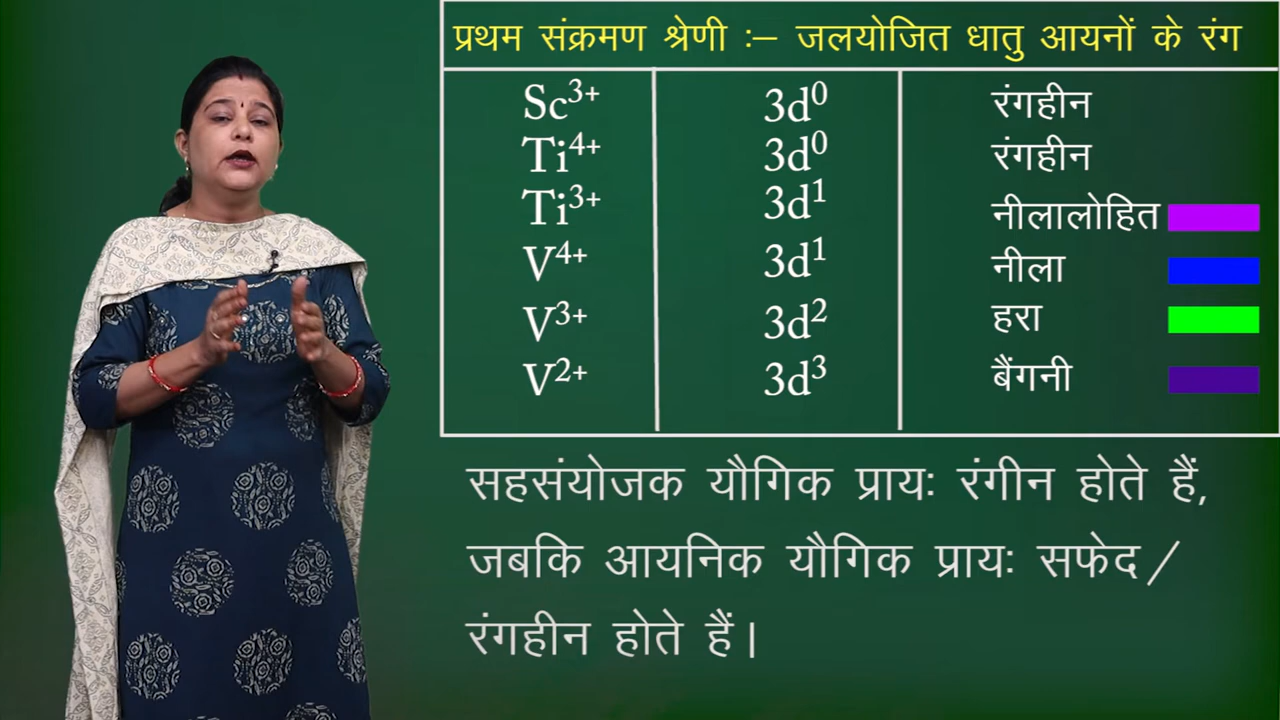 प्रथम संक्रमण श्रेणी :– जलयोजित धातु आयनों के रंग
Sc³⁺ 3d⁰ रंगहीन
Ti⁴⁺ 3d⁰ रंगहीन
Ti³⁺ 3d¹ नीलालोहित
V⁴⁺ 3d¹ नीला
V³⁺ 3d² हरा
V²⁺ 3d³ बैंगनी
सहसंयोजक यौगिक प्रायः रंगीन होते हैं,
जबकि आयनिक यौगिक प्रायः सफेद/
रंगहीन होते हैं।